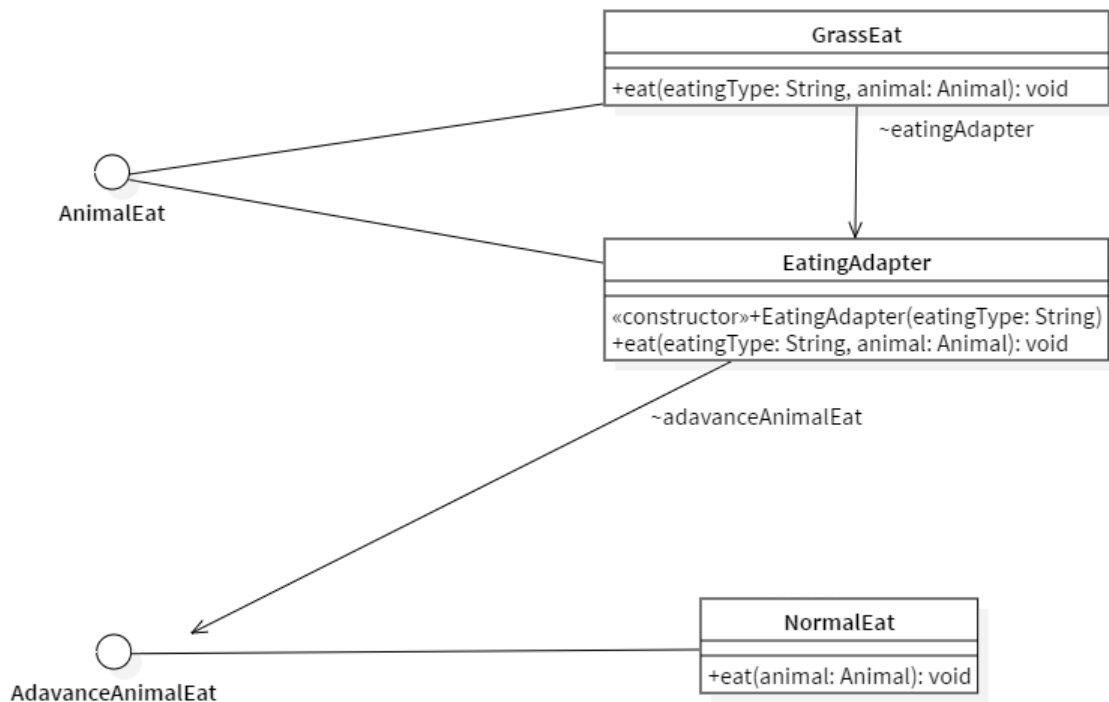 GrassEat
+eat(eatingType: String, animal: Animal): void
~eatingAdapter
AnimalEat
EatingAdapter
«constructor»+EatingAdapter(eatingType: String)
+eat(eatingType: String, animal: Animal): void
~adavanceAnimalEat
NormalEat
+eat(animal: Animal): void
AdavanceAnimalEat